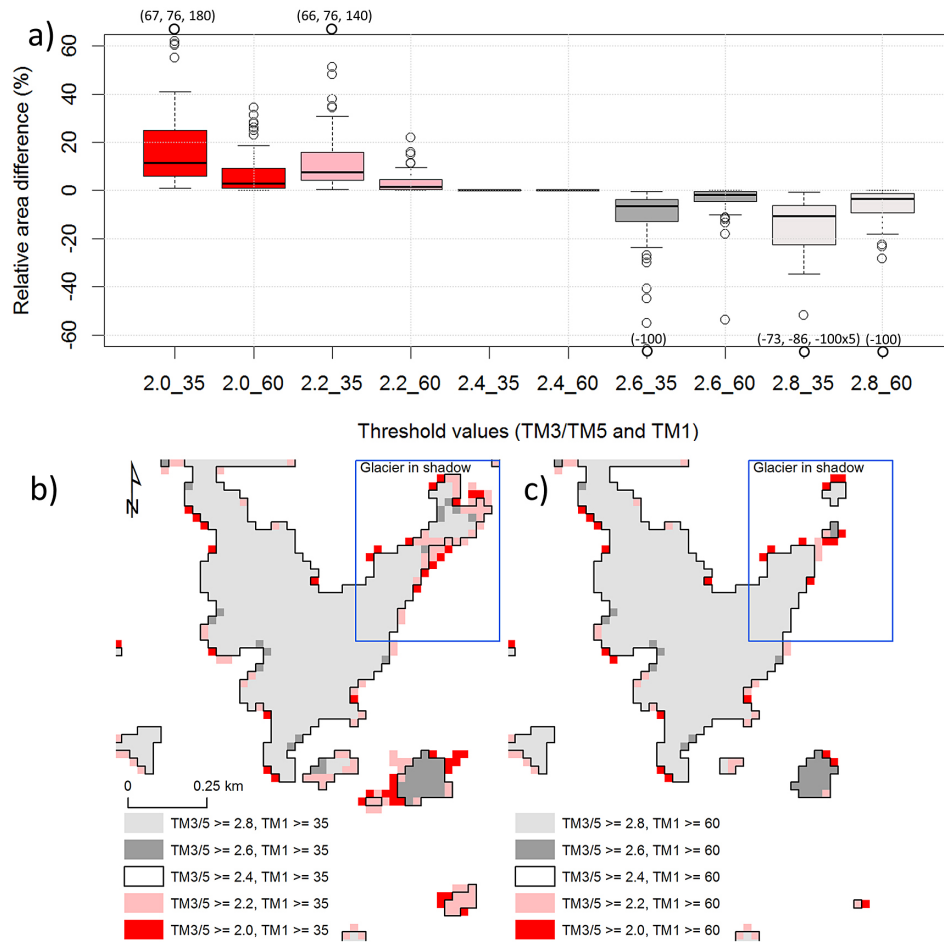 (67, 76, 180) (66, 76, 140)
a)
Relative area difference (%)
60
40
20
0
-20
-40
-60
(-100) (-73, -86, -100x5) (-100)
2.0_35 2.0_60 2.2_35 2.2_60 2.4_35 2.4_60 2.6_35 2.6_60 2.8_35 2.8_60
Threshold values (TM3/TM5 and TM1)
b) N Glacier in shadow
c) Glacier in shadow
0 0.25 km
TM3/5 >= 2.8, TM1 >= 35
TM3/5 >= 2.6, TM1 >= 35
TM3/5 >= 2.4, TM1 >= 35
TM3/5 >= 2.2, TM1 >= 35
TM3/5 >= 2.0, TM1 >= 35
TM3/5 >= 2.8, TM1 >= 60
TM3/5 >= 2.6, TM1 >= 60
TM3/5 >= 2.4, TM1 >= 60
TM3/5 >= 2.2, TM1 >= 60
TM3/5 >= 2.0, TM1 >= 60